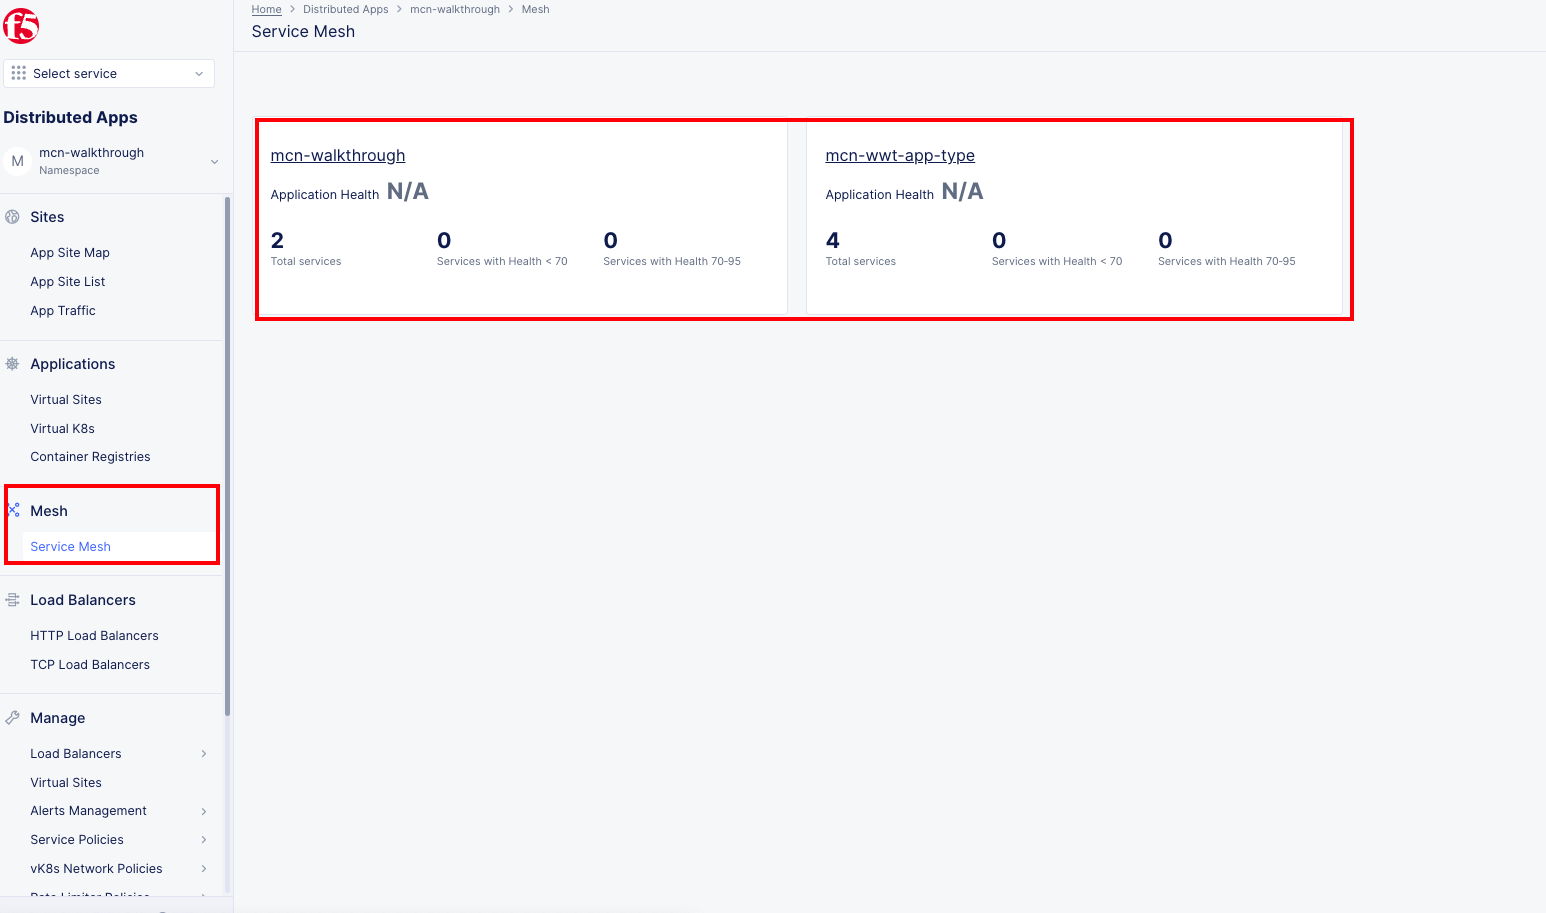 f5
Select service
Distributed Apps
M
mcn-walkthrough
Namespace
Sites
App Site Map
App Site List
App Traffic
Applications
Virtual Sites
Virtual K8s
Container Registries
Mesh
Service Mesh
Load Balancers
HTTP Load Balancers
TCP Load Balancers
Manage
Load Balancers
Virtual Sites
Alerts Management
Service Policies
vK8s Network Policies
Rate Limiter Policies
Home > Distributed Apps > mcn-walkthrough > Mesh
Service Mesh
mcn-walkthrough
Application Health N/A
2 0 0
Total services Services with Health < 70 Services with Health 70-95
mcn-wwt-app-type
Application Health N/A
4 0 0
Total services Services with Health < 70 Services with Health 70-95